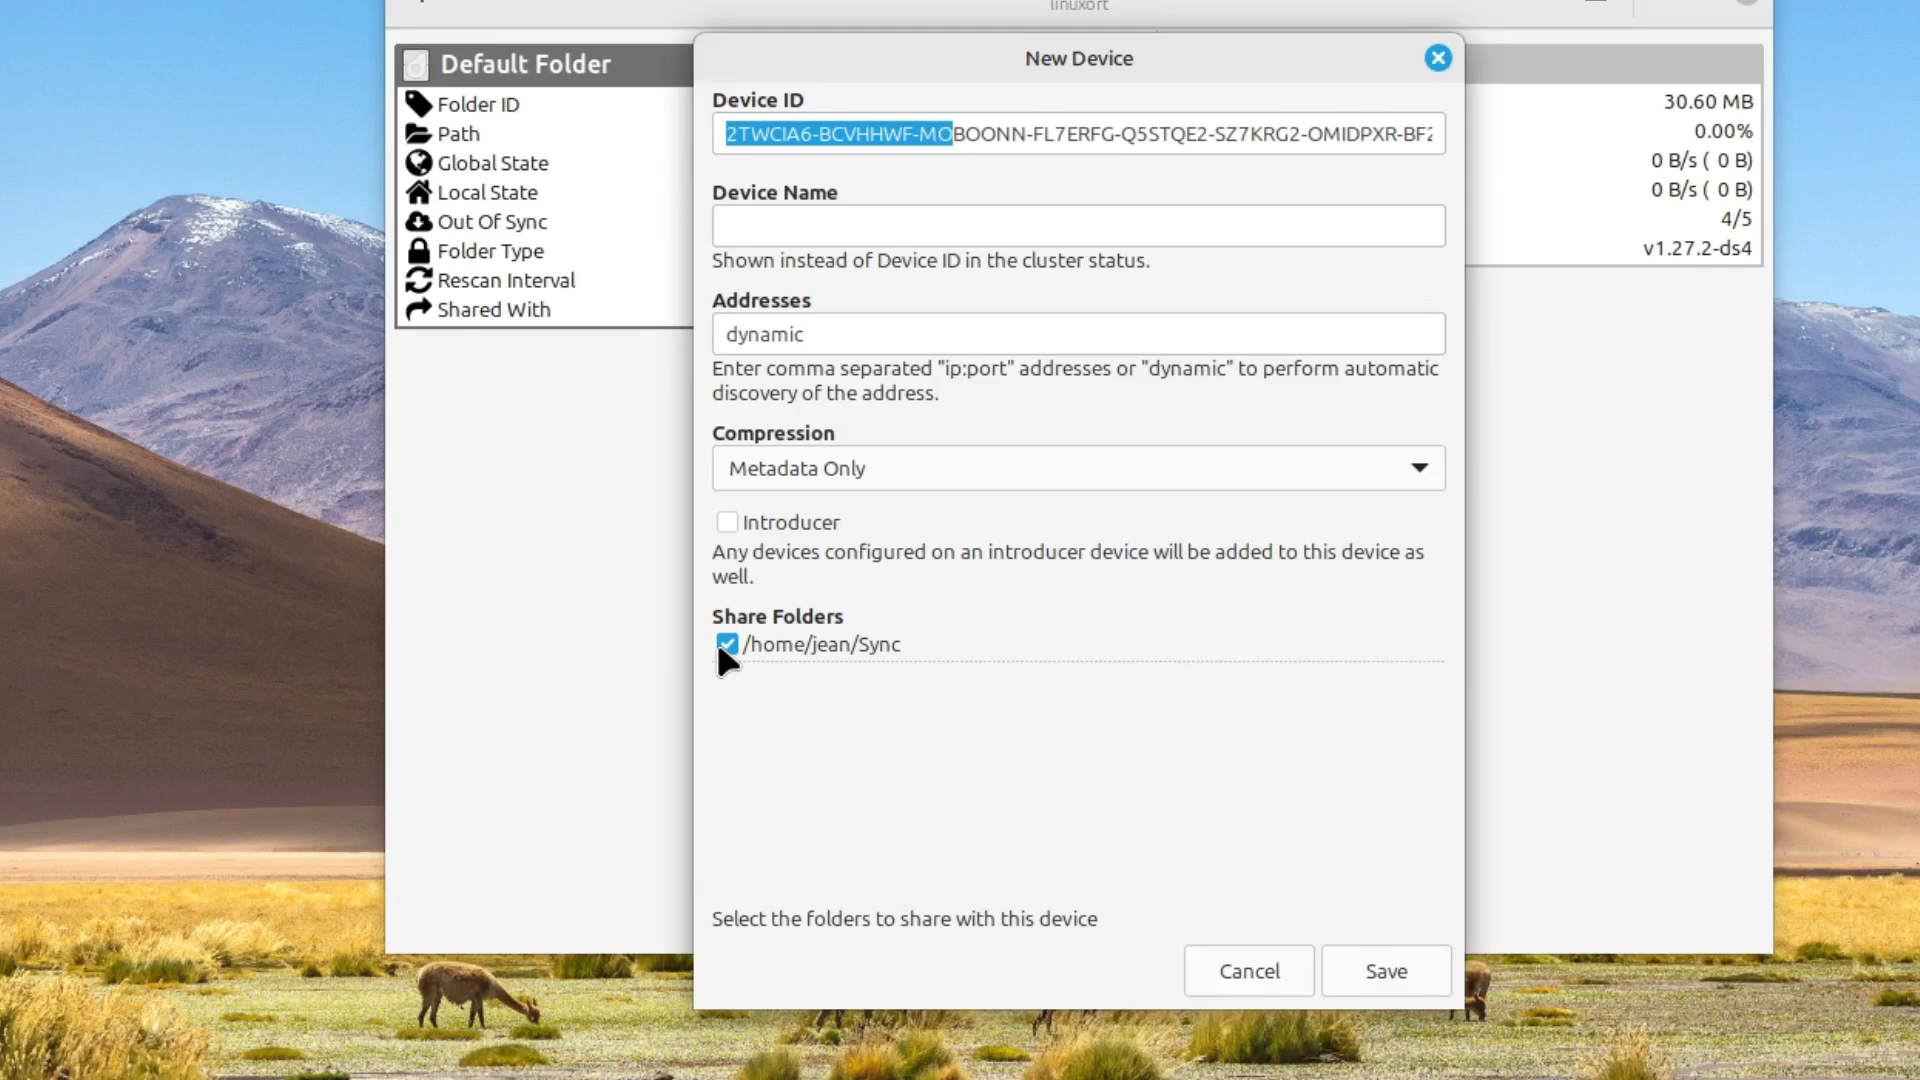 linuxort
Default Folder
Folder ID
Path
Global State
Local State
Out Of Sync
Folder Type
Rescan Interval
Shared With
New Device
Device ID
2TWCIA6-BCVHHWF-MOBOONN-FL7ERFG-Q5STQE2-SZ7KRG2-OMIDPXR-BF2
Device Name
Shown instead of Device ID in the cluster status.
Addresses
dynamic
Enter comma separated "ip:port" addresses or "dynamic" to perform automatic
discovery of the address.
Compression
Metadata Only
Introducer
Any devices configured on an introducer device will be added to this device as
well.
Share Folders
/home/jean/Sync
Select the folders to share with this device
Cancel
Save
30.60 MB
0.00%
0 B/s ( 0 B)
0 B/s ( 0 B)
4/5
v1.27.2-ds4